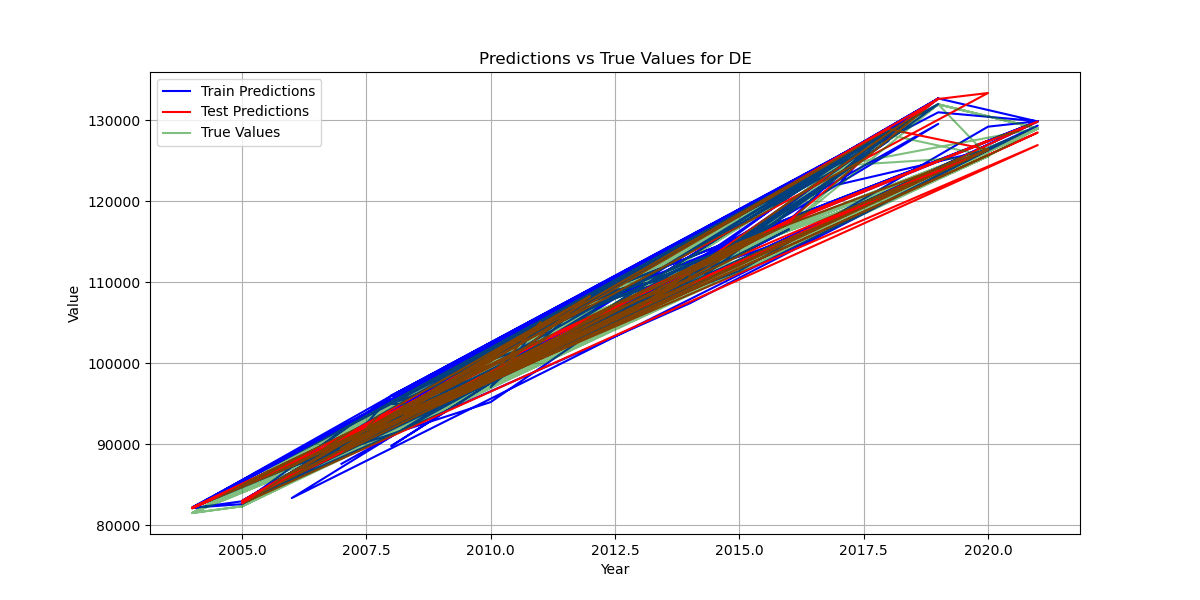 Predictions vs True Values for DE
Train Predictions
Test Predictions
True Values
130000
120000
110000
100000
90000
80000
Value
2005.0 2007.5 2010.0 2012.5 2015.0 2017.5 2020.0
Year